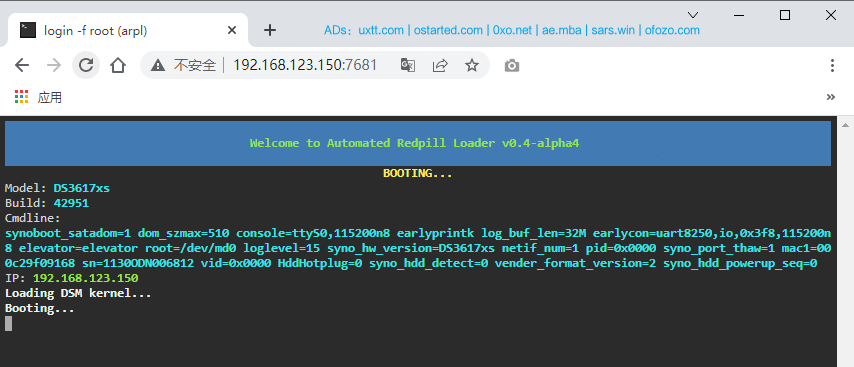 login -f root (arpl)
ADs：uxtt.com | ostarted.com | 0xo.net | ae.mba | sars.win | ofozo.com
不安全 | 192.168.123.150:7681
应用
Welcome to Automated Redpill Loader v0.4-alpha4
BOOTING...
Model: DS3617xs
Build: 42951
Cmdline:
synoboot_satadom=1 dom_szmax=510 console=ttyS0,115200n8 earlyprintk log_buf_len=32M earlycon=uart8250,io,0x3f8,115200n
8 elevator=elevator root=/dev/md0 loglevel=15 syno_hw_version=DS3617xs netif_num=1 pid=0x0000 syno_port_thaw=1 mac1=00
0c29f09168 sn=1130ODN006812 vid=0x0000 HddHotplug=0 syno_hdd_detect=0 vender_format_version=2 syno_hdd_powerup_seq=0
IP: 192.168.123.150
Loading DSM kernel...
Booting...